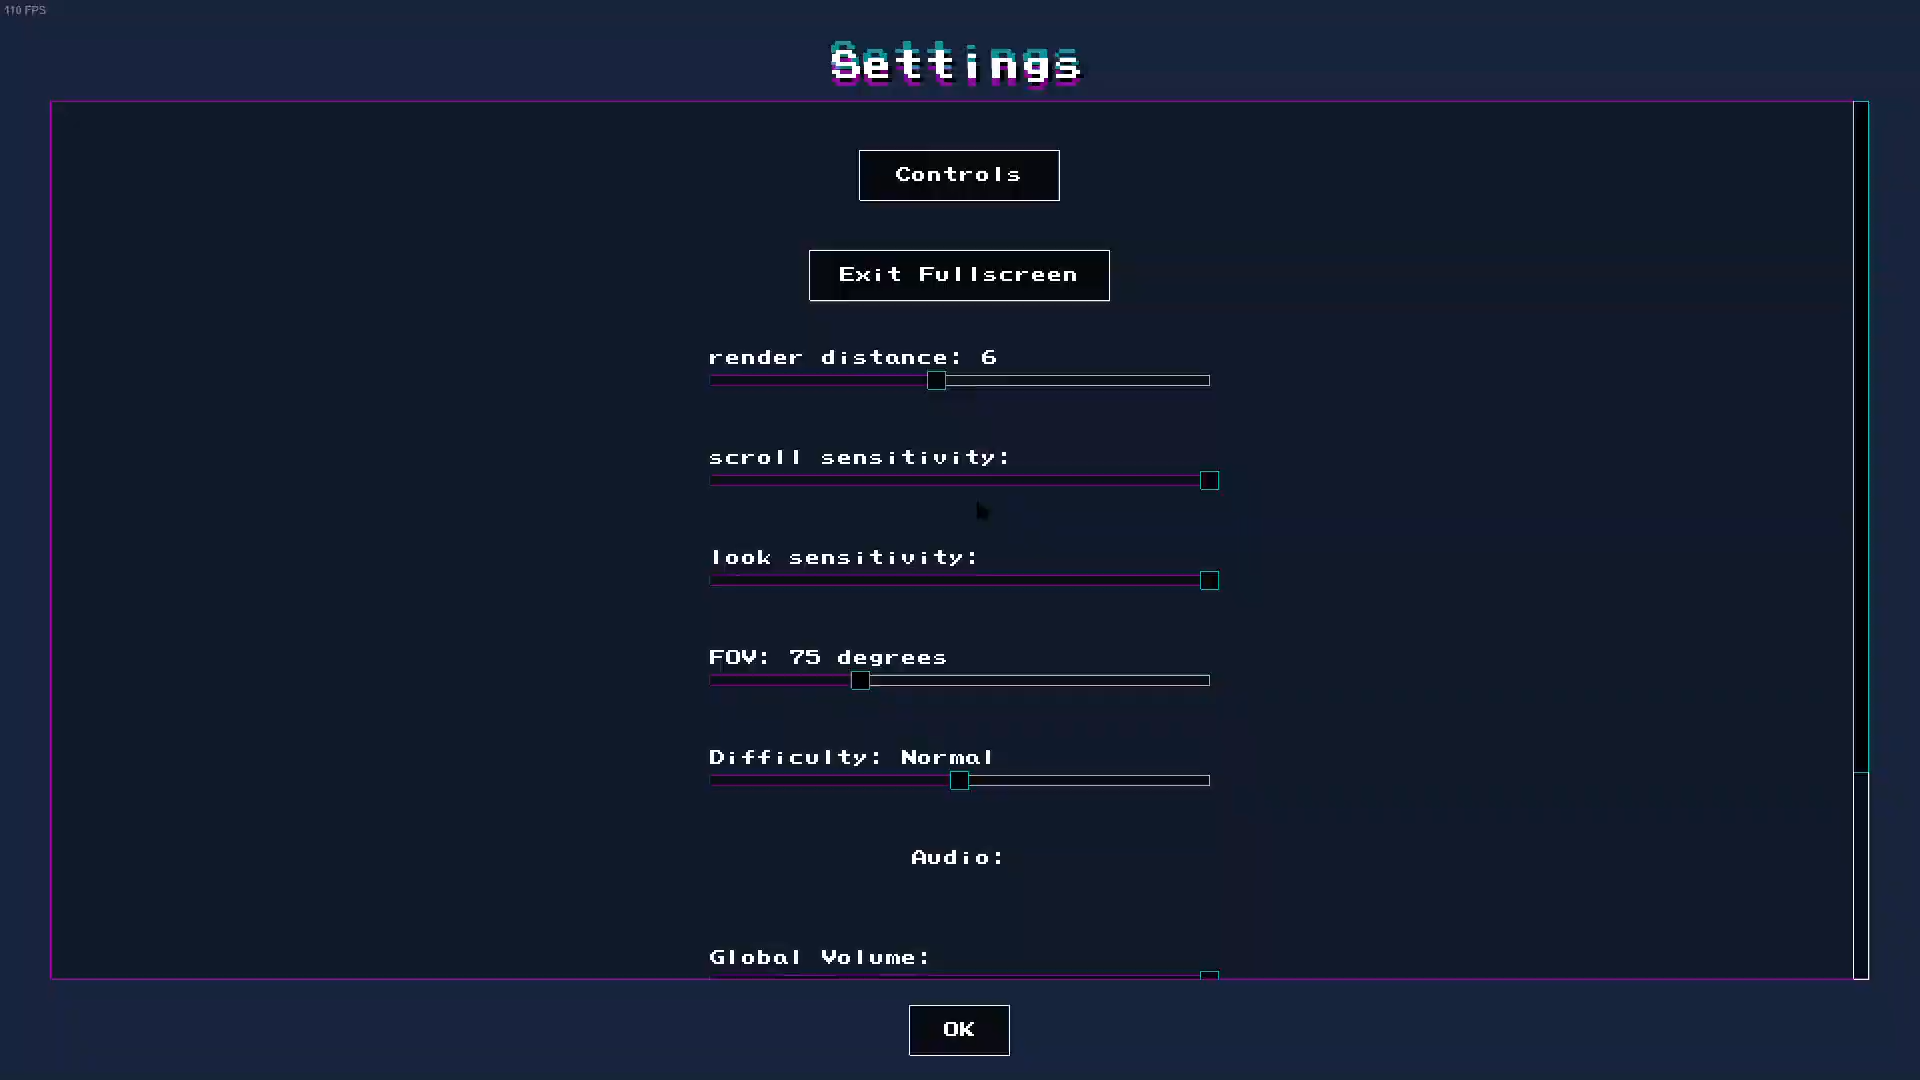 110 FPS
Settings
Controls
Exit Fullscreen
render distance: 6
scroll sensitivity:
look sensitivity:
FOV: 75 degrees
Difficulty: Normal
Audio:
Global Volume:
OK